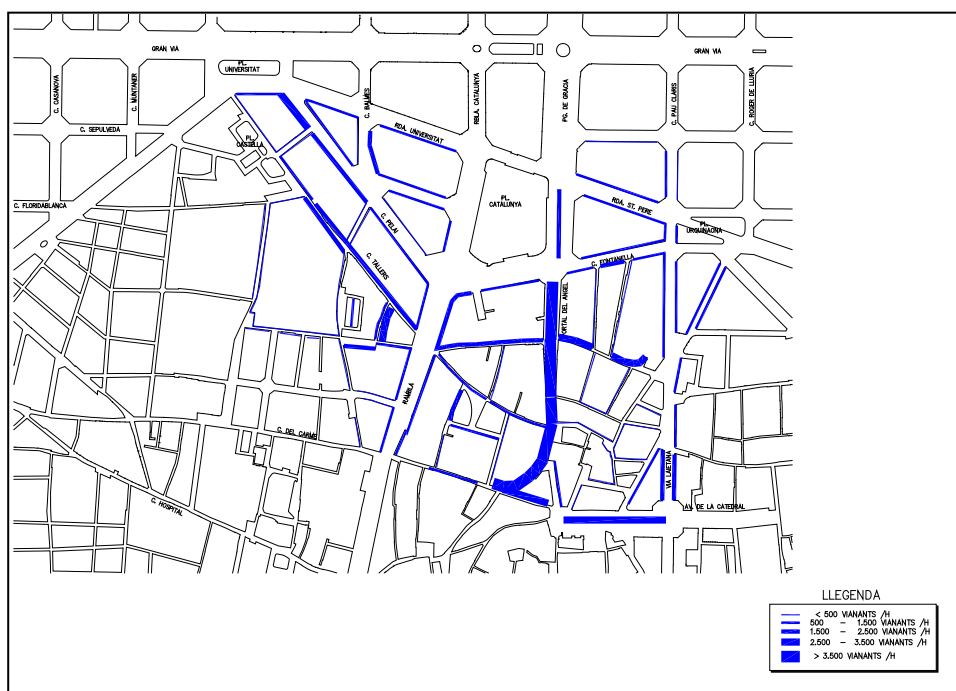 GRAN VIA
GRAN VIA
PL.
UNIVERSITAT
C. CASANOVA
C. MUNTANER
C. BALMES
RBLA. CATALUNYA
PG. DE GRACIA
C. PAU CLARIS
C. ROGER DE LLURIA
C. SEPULVEDA
RDA. UNIVERSITAT
PL.
CASTELLA
PL.
CATALUNYA
C. FLORIDABLANCA
RDA. ST. PERE
C. PELAI
PL.
URQUINAONA
C. TALLERS
C. FONTANELLA
PORTAL DEL ANGEL
RAMBLA
C. DEL CARME
VIA LAIETANA
C. HOSPITAL
AV. DE LA CATEDRAL
LLEGENDA
< 500 VIANANTS /H
500 – 1.500 VIANANTS /H
1.500 – 2.500 VIANANTS /H
2.500 – 3.500 VIANANTS /H
> 3.500 VIANANTS /H